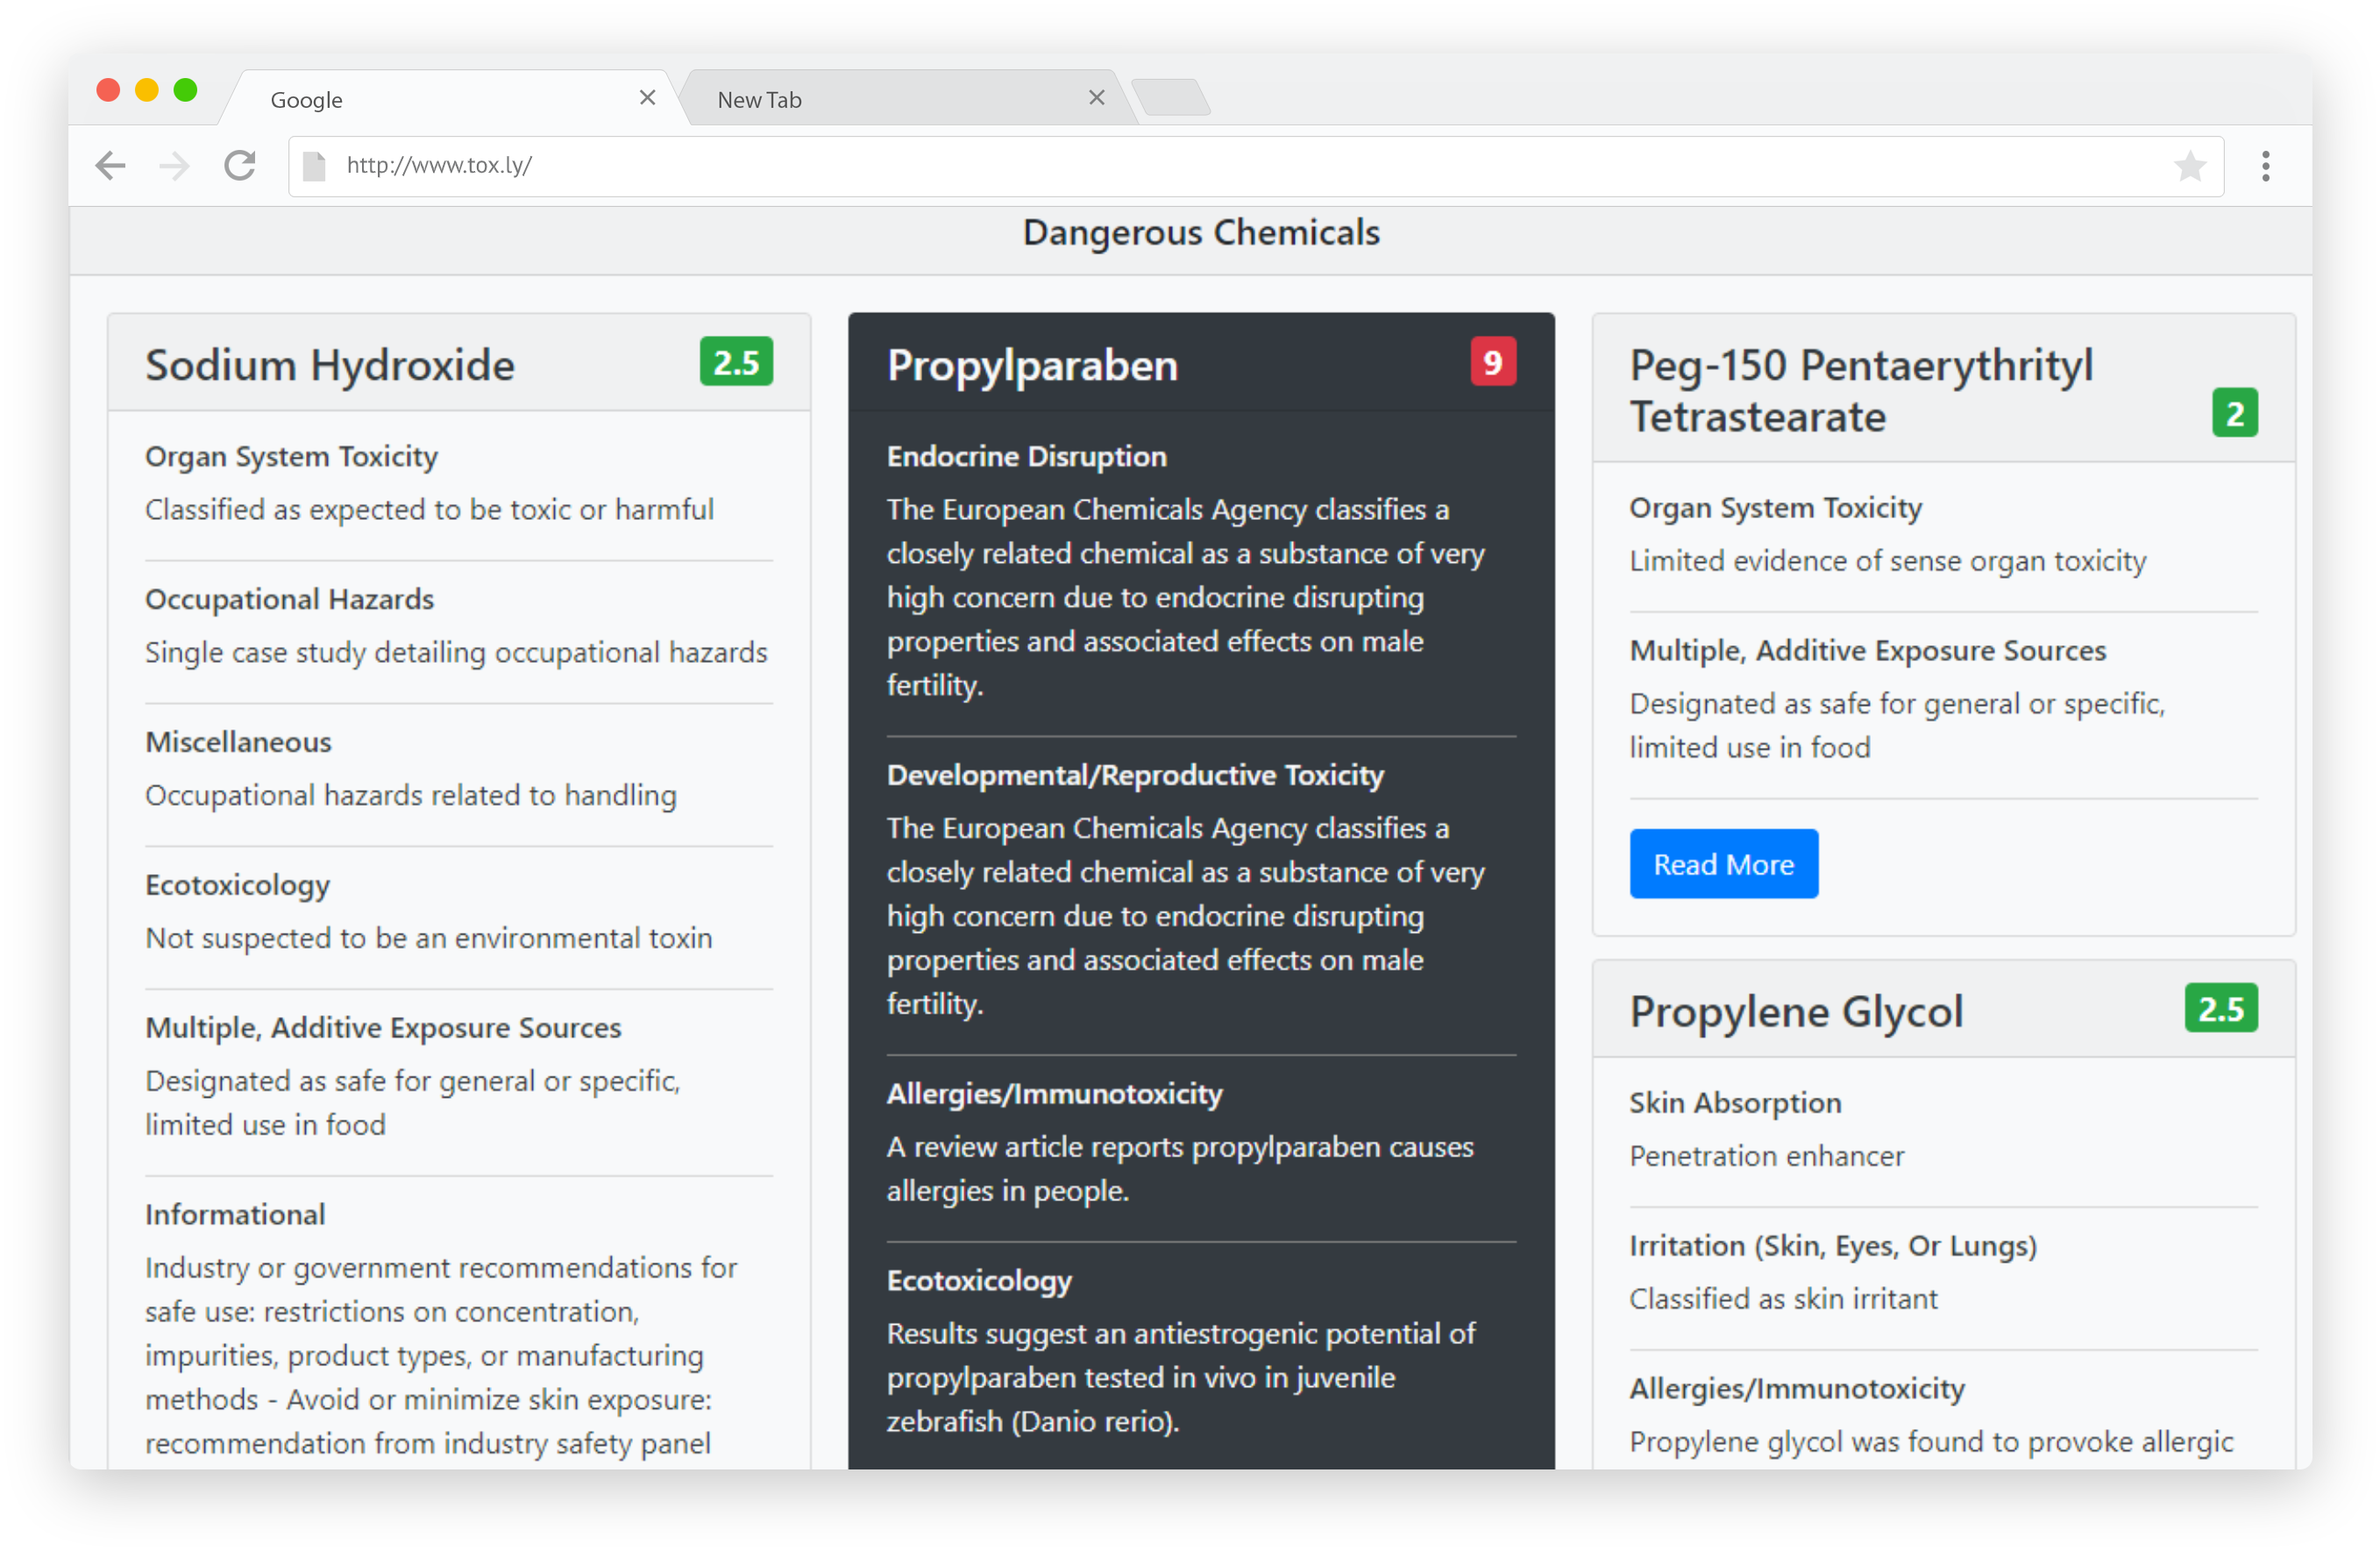 Google
New Tab
http://www.tox.ly/
Dangerous Chemicals
Sodium Hydroxide
2.5
Organ System Toxicity
Classified as expected to be toxic or harmful
Occupational Hazards
Single case study detailing occupational hazards
Miscellaneous
Occupational hazards related to handling
Ecotoxicology
Not suspected to be an environmental toxin
Multiple, Additive Exposure Sources
Designated as safe for general or specific,
limited use in food
Informational
Industry or government recommendations for
safe use: restrictions on concentration,
impurities, product types, or manufacturing
methods - Avoid or minimize skin exposure:
recommendation from industry safety panel
Propylparaben
9
Endocrine Disruption
The European Chemicals Agency classifies a
closely related chemical as a substance of very
high concern due to endocrine disrupting
properties and associated effects on male
fertility.
Developmental/Reproductive Toxicity
The European Chemicals Agency classifies a
closely related chemical as a substance of very
high concern due to endocrine disrupting
properties and associated effects on male
fertility.
Allergies/Immunotoxicity
A review article reports propylparaben causes
allergies in people.
Ecotoxicology
Results suggest an antiestrogenic potential of
propylparaben tested in vivo in juvenile
zebrafish (Danio rerio).
Peg-150 Pentaerythrityl
Tetrastearate
2
Organ System Toxicity
Limited evidence of sense organ toxicity
Multiple, Additive Exposure Sources
Designated as safe for general or specific,
limited use in food
Read More
Propylene Glycol
2.5
Skin Absorption
Penetration enhancer
Irritation (Skin, Eyes, Or Lungs)
Classified as skin irritant
Allergies/Immunotoxicity
Propylene glycol was found to provoke allergic